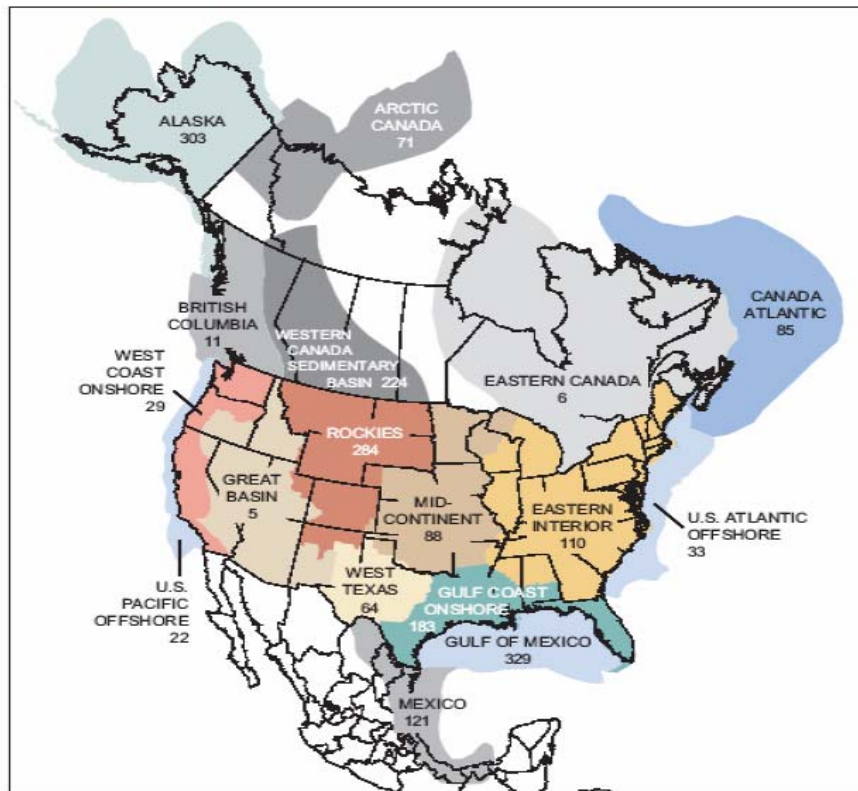 ALASKA
303
ARCTIC
CANADA
71
BRITISH
COLUMBIA
11
WESTERN
CANADA
SEDIMENTARY
BASIN 224
CANADA
ATLANTIC
85
WEST
COAST
ONSHORE
29
EASTERN CANADA
6
ROCKIES
284
GREAT
BASIN
5
MID-
CONTINENT
88
EASTERN
INTERIOR
110
U.S. ATLANTIC
OFFSHORE
33
U.S.
PACIFIC
OFFSHORE
22
WEST
TEXAS
64
GULF COAST
ONSHORE
183
GULF OF MEXICO
329
MEXICO
121